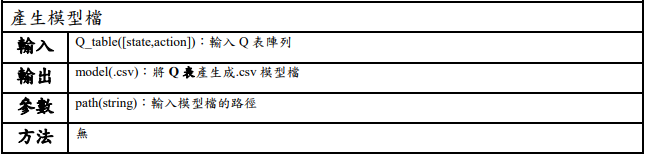 產生模型檔
輸入 Q_table([state,action])：輸入 Q 表陣列
輸出 model(.csv)：將 Q 表產生成.csv 模型檔
參數 path(string)：輸入模型檔的路徑
方法 無